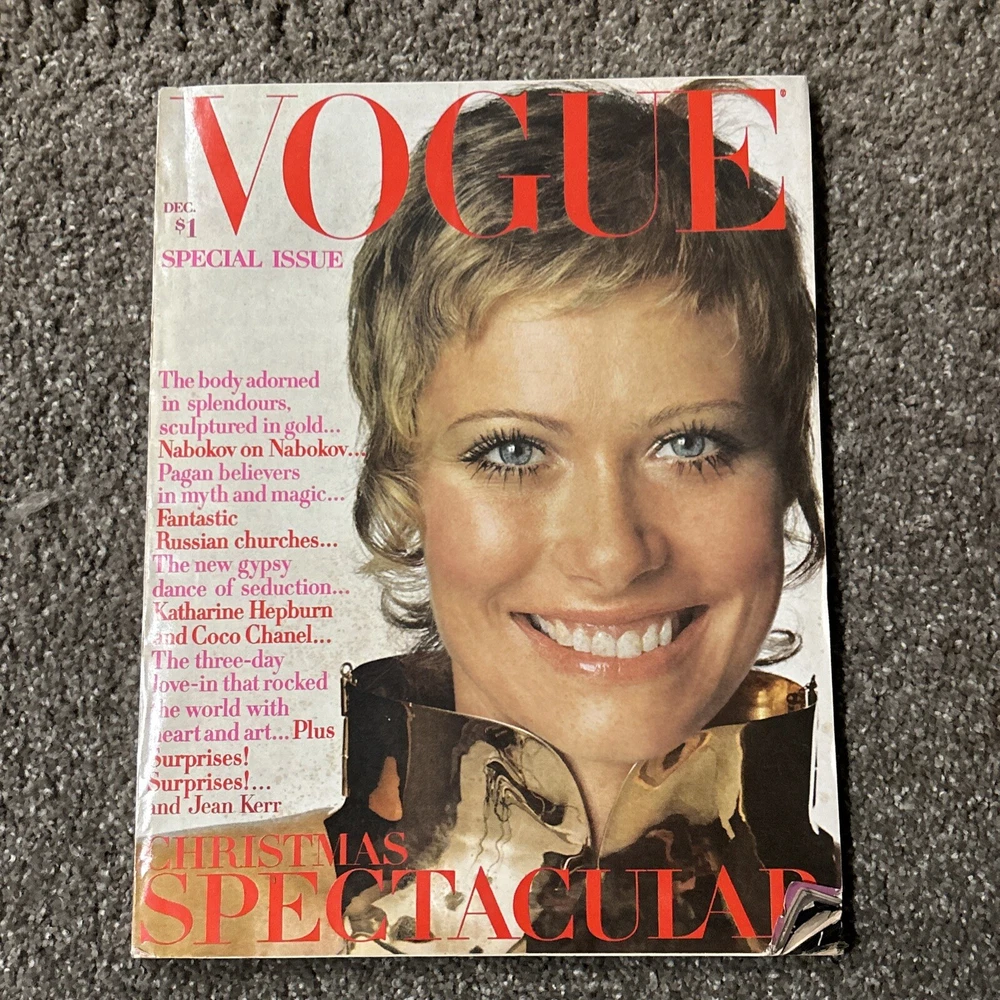 VOGUE
DEC.
$1
SPECIAL ISSUE
The body adorned
in splendours,
sculptured in gold...
Nabokov on Nabokov...
Pagan believers
in myth and magic...
Fantastic
Russian churches...
The new gypsy
dance of seduction...
Katharine Hepburn
and Coco Chanel...
The three-day
love-in that rocked
the world with
heart and art...Plus
Surprises!
Surprises!...
and Jean Kerr
CHRISTMAS
SPECTACULAR